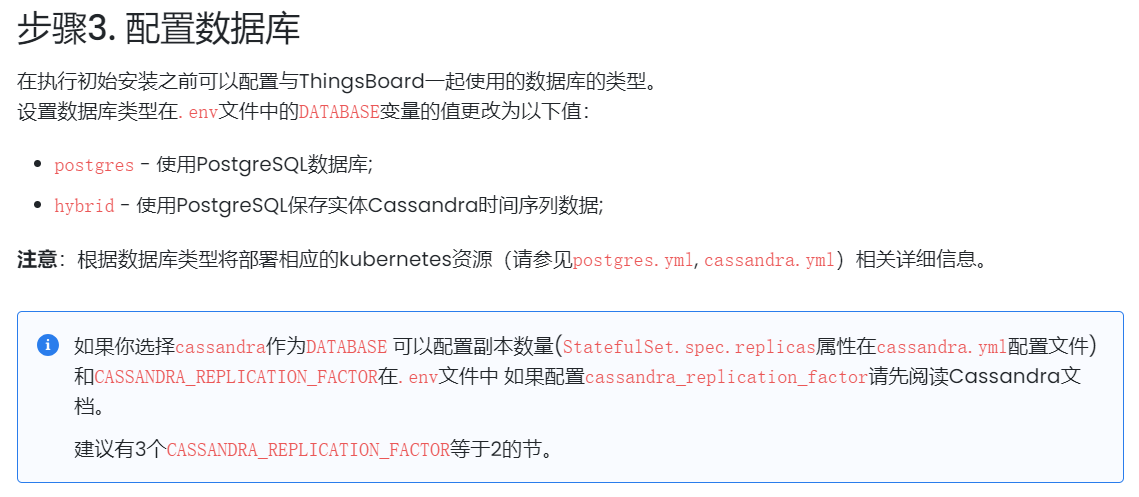 步骤3. 配置数据库
在执行初始安装之前可以配置与ThingsBoard一起使用的数据库的类型。
设置数据库类型在.env文件中的DATABASE变量的值更改为以下值：
• postgres - 使用PostgreSQL数据库;
• hybrid - 使用PostgreSQL保存实体Cassandra时间序列数据;
注意：根据数据库类型将部署相应的kubernetes资源（请参见postgres.yml, cassandra.yml）相关详细信息。
如果你选择cassandra作为DATABASE 可以配置副本数量(StatefulSet.spec.replicas属性在cassandra.yml配置文件)
和CASSANDRA_REPLICATION_FACTOR在.env文件中 如果配置cassandra_replication_factor请先阅读Cassandra文
档。
建议有3个CASSANDRA_REPLICATION_FACTOR等于2的节。